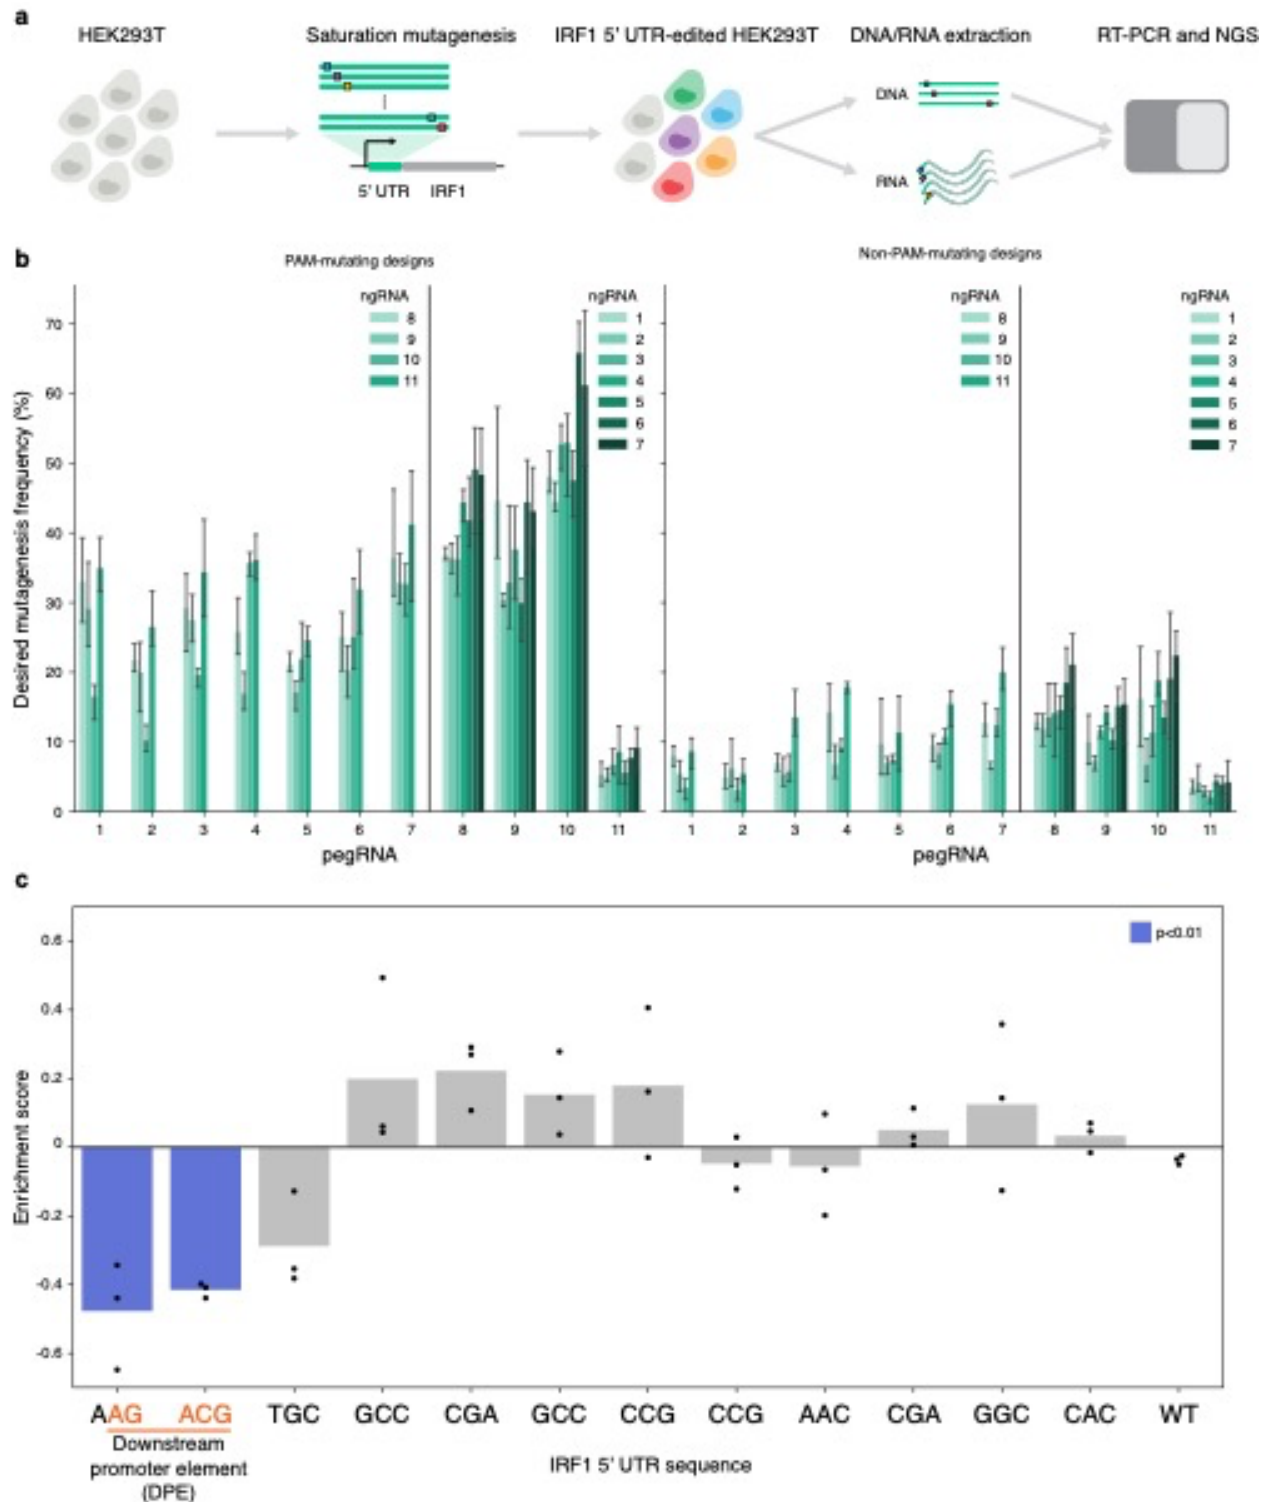 a
HEK293T
Saturation mutagenesis
IRF1 5' UTR-edited HEK293T
DNA/RNA extraction
RT-PCR and NGS
5' UTR
IRF1
DNA
RNA
b
PAM-mutating designs
Non-PAM-mutating designs
ngRNA
8
9
10
11
ngRNA
1
2
3
4
5
6
7
ngRNA
8
9
10
11
ngRNA
1
2
3
4
5
6
7
Desired mutagenesis frequency (%)
70
60
50
40
30
20
10
0
1 2 3 4 5 6 7 8 9 10 11
pegRNA
1 2 3 4 5 6 7 8 9 10 11
pegRNA
c
p<0.01
Enrichment score
0.6
0.4
0.2
0
-0.2
-0.4
-0.6
AAG ACG TGC GCC CGA GCC CCG CCG AAC CGA GGC CAC WT
Downstream
promoter element
(DPE)
IRF1 5' UTR sequence